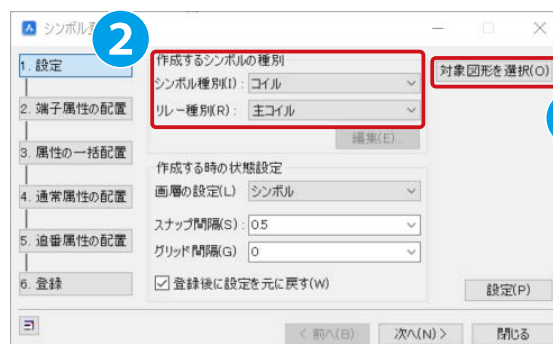 シンボル
2
1. 設定
2. 端子属性の配置
3. 属性の一括配置
4. 通常属性の配置
5. 追番属性の配置
6. 登録
作成するシンボルの種別
シンボル種別(I) : コイル
リレー種別(R) : 主コイル
編集(E)...
作成する時の状態設定
画層の設定(L) シンボル
スナップ間隔(S) : 0.5
グリッド間隔(G) 0
登録後に設定を元に戻す(W)
対象図形を選択(O)
設定(P)
< 前へ(B)
次へ(N) >
閉じる